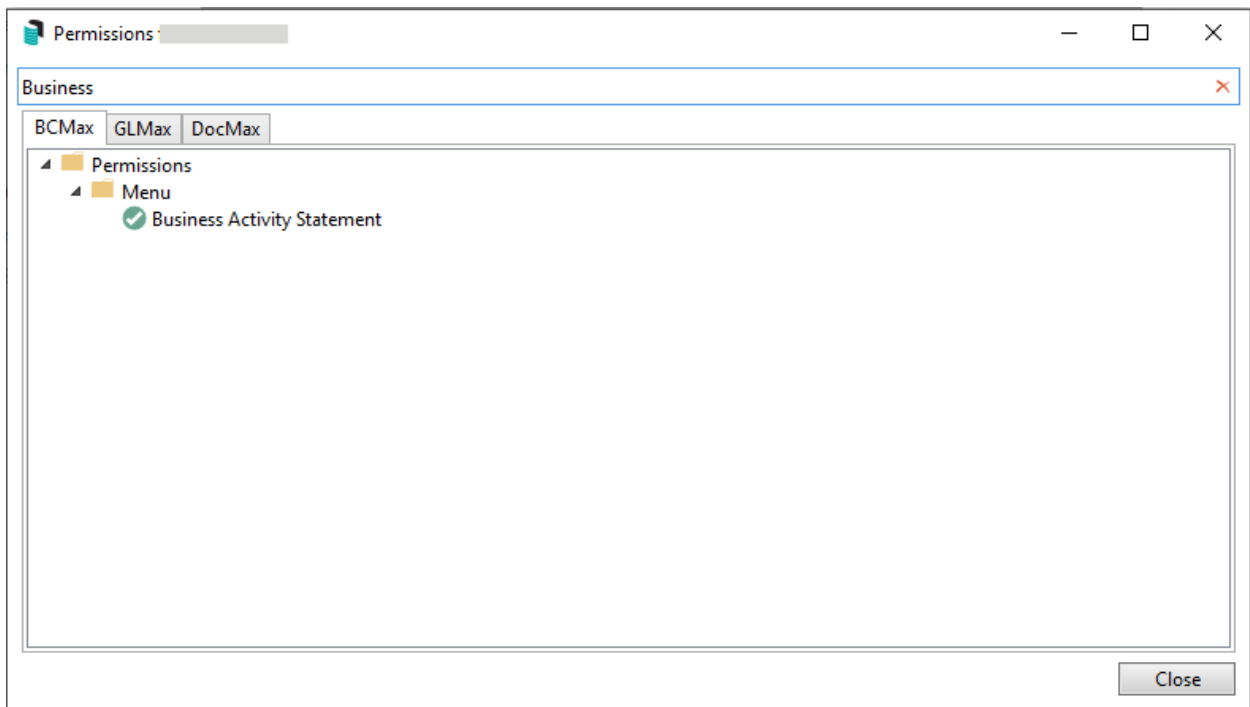 Permissions
Business
BCMax GLMax DocMax
Permissions
Menu
Business Activity Statement
Close